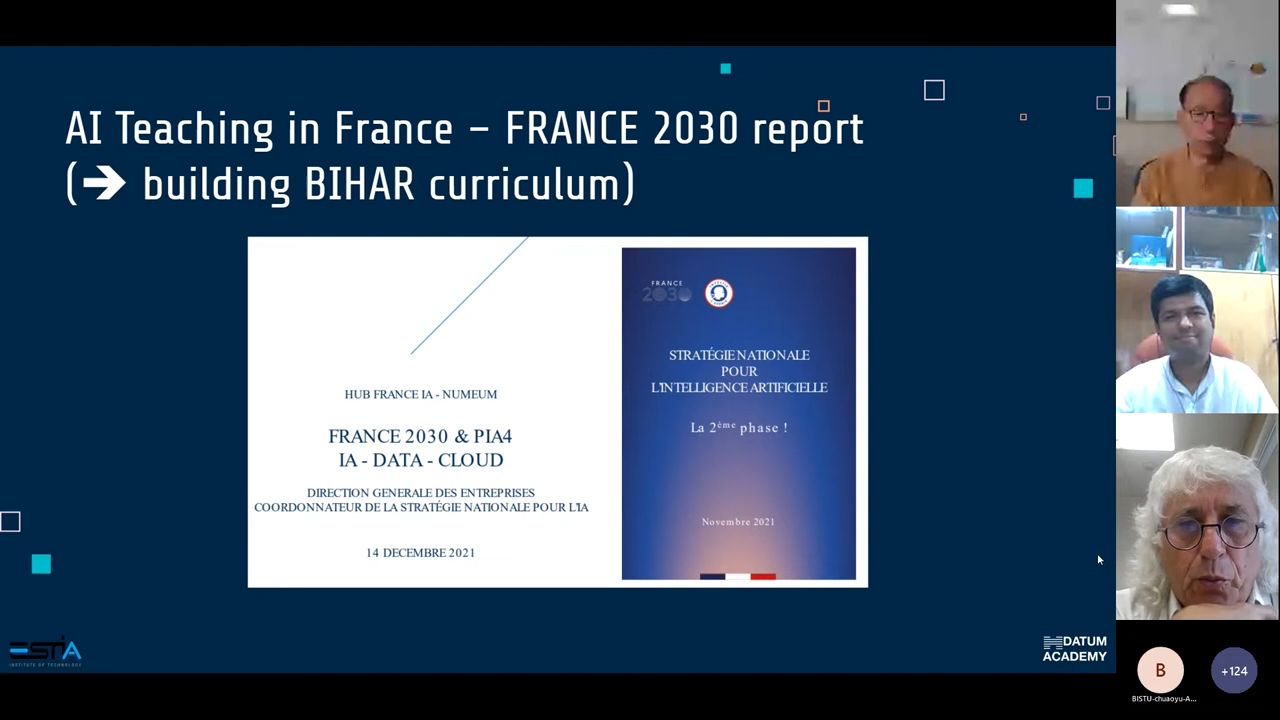 AI Teaching in France – FRANCE 2030 report
(➔ building BIHAR curriculum)
HUB FRANCE IA - NUMEUM
FRANCE 2030 & PIA4
IA - DATA - CLOUD
DIRECTION GENERALE DES ENTREPRISES
COORDONNATEUR DE LA STRATÉGIE NATIONALE POUR L'IA
14 DECEMBRE 2021
FRANCE
2030
STRATÉGIE NATIONALE
POUR
L'INTELLIGENCE ARTIFICIELLE
La 2ème phase !
Novembre 2021
ESTIA
INSTITUTE OF TECHNOLOGY
DATUM
ACADEMY
B
+124
BISTU-chuaoyu-A...